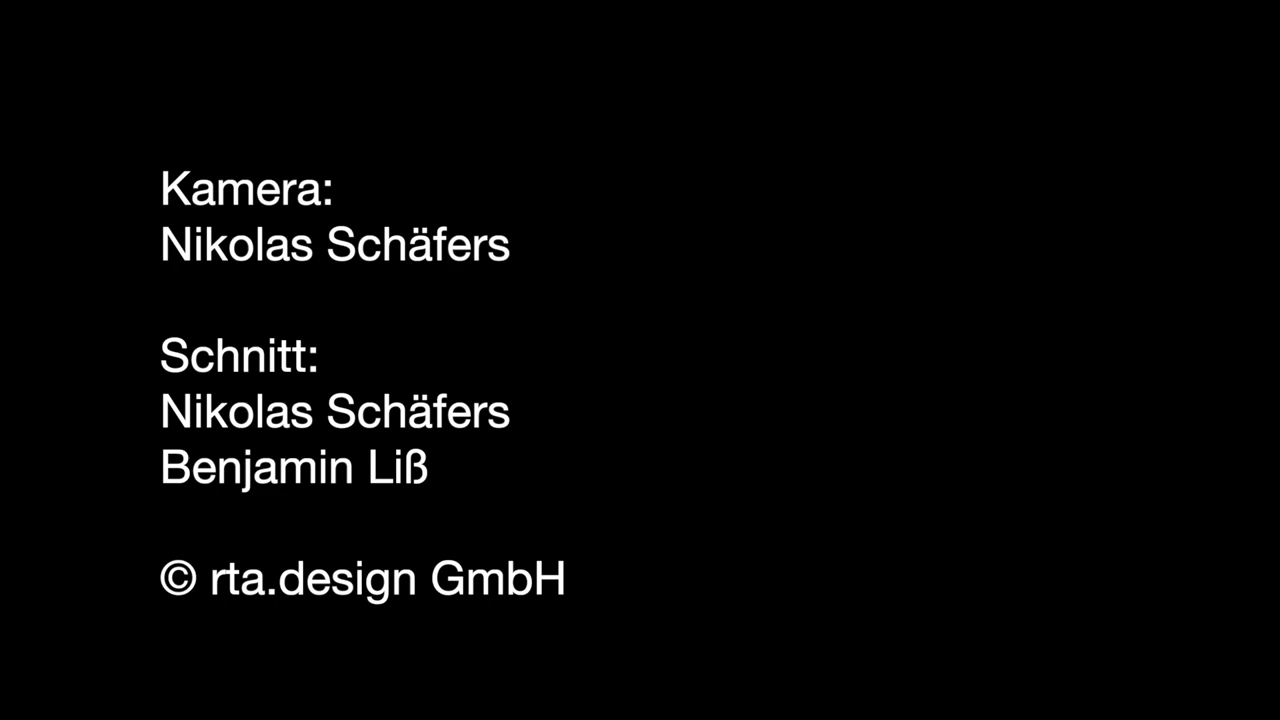 Kamera:
Nikolas Schäfers
Schnitt:
Nikolas Schäfers
Benjamin Liß
© rta.design GmbH